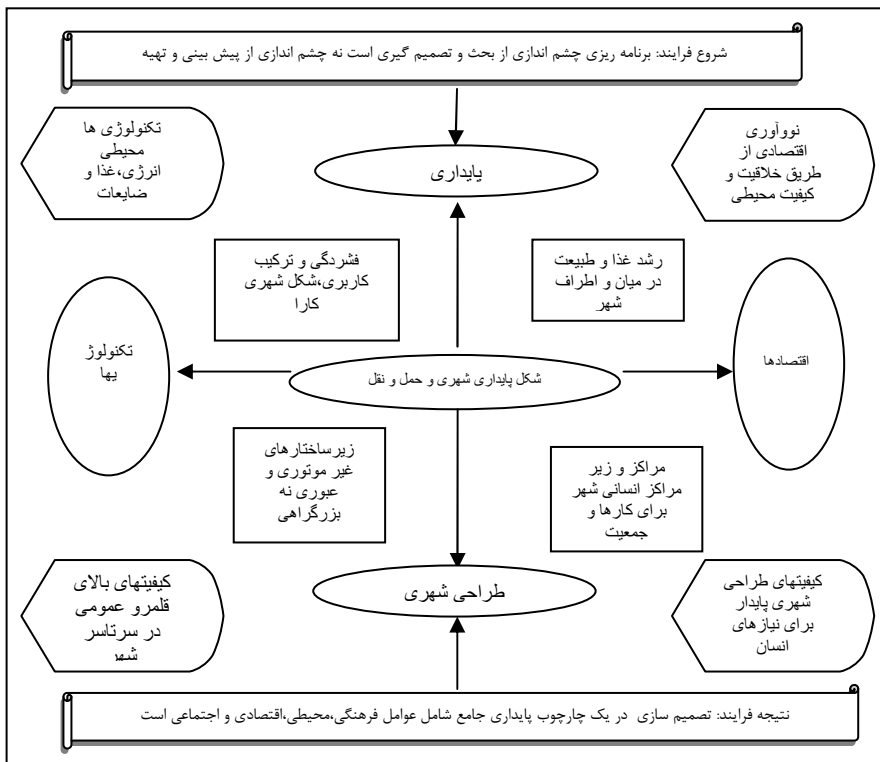 شروع فرایند: برنامه ریزی چشم اندازی از بحث و تصمیم گیری است نه چشم اندازی از پیش بینی و تهیه
نووآوری
اقتصادی از
طریق خلاقیت و
کیفیت محیطی
تکنولوژی ها
محیطی
انرژی،غذا و
ضایعات
پایداری
رشد غذا و طبیعت
در میان و اطراف
شهر
فشردگی و ترکیب
کاربری،شکل شهری
کارا
اقتصادها
شکل پایداری شهری و حمل و نقل
تکنولوژ
یها
مراکز و زیر
مراکز انسانی شهر
برای کارها و
جمعیت
زیرساختارهای
غیر موتوری و
عبوری نه
بزرگراهی
طراحی شهری
کیفیتهای طراحی
شهری پایدار
برای نیازهای
انسان
کیفیتهای بالای
قلمرو عمومی
در سرتاسر
شهر
نتیجه فرایند: تصمیم سازی در یک چارچوب پایداری جامع شامل عوامل فرهنگی،محیطی،اقتصادی و اجتماعی است